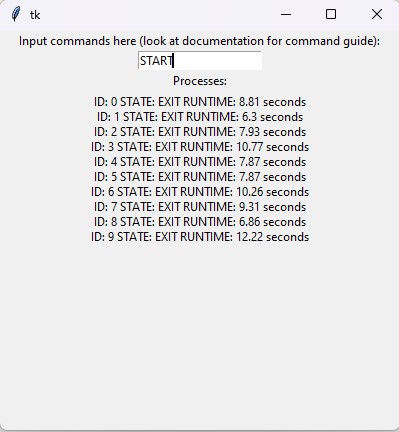 tk
Input commands here (look at documentation for command guide):
START
Processes:
ID: 0 STATE: EXIT RUNTIME: 8.81 seconds
ID: 1 STATE: EXIT RUNTIME: 6.3 seconds
ID: 2 STATE: EXIT RUNTIME: 7.93 seconds
ID: 3 STATE: EXIT RUNTIME: 10.77 seconds
ID: 4 STATE: EXIT RUNTIME: 7.87 seconds
ID: 5 STATE: EXIT RUNTIME: 7.87 seconds
ID: 6 STATE: EXIT RUNTIME: 10.26 seconds
ID: 7 STATE: EXIT RUNTIME: 9.31 seconds
ID: 8 STATE: EXIT RUNTIME: 6.86 seconds
ID: 9 STATE: EXIT RUNTIME: 12.22 seconds